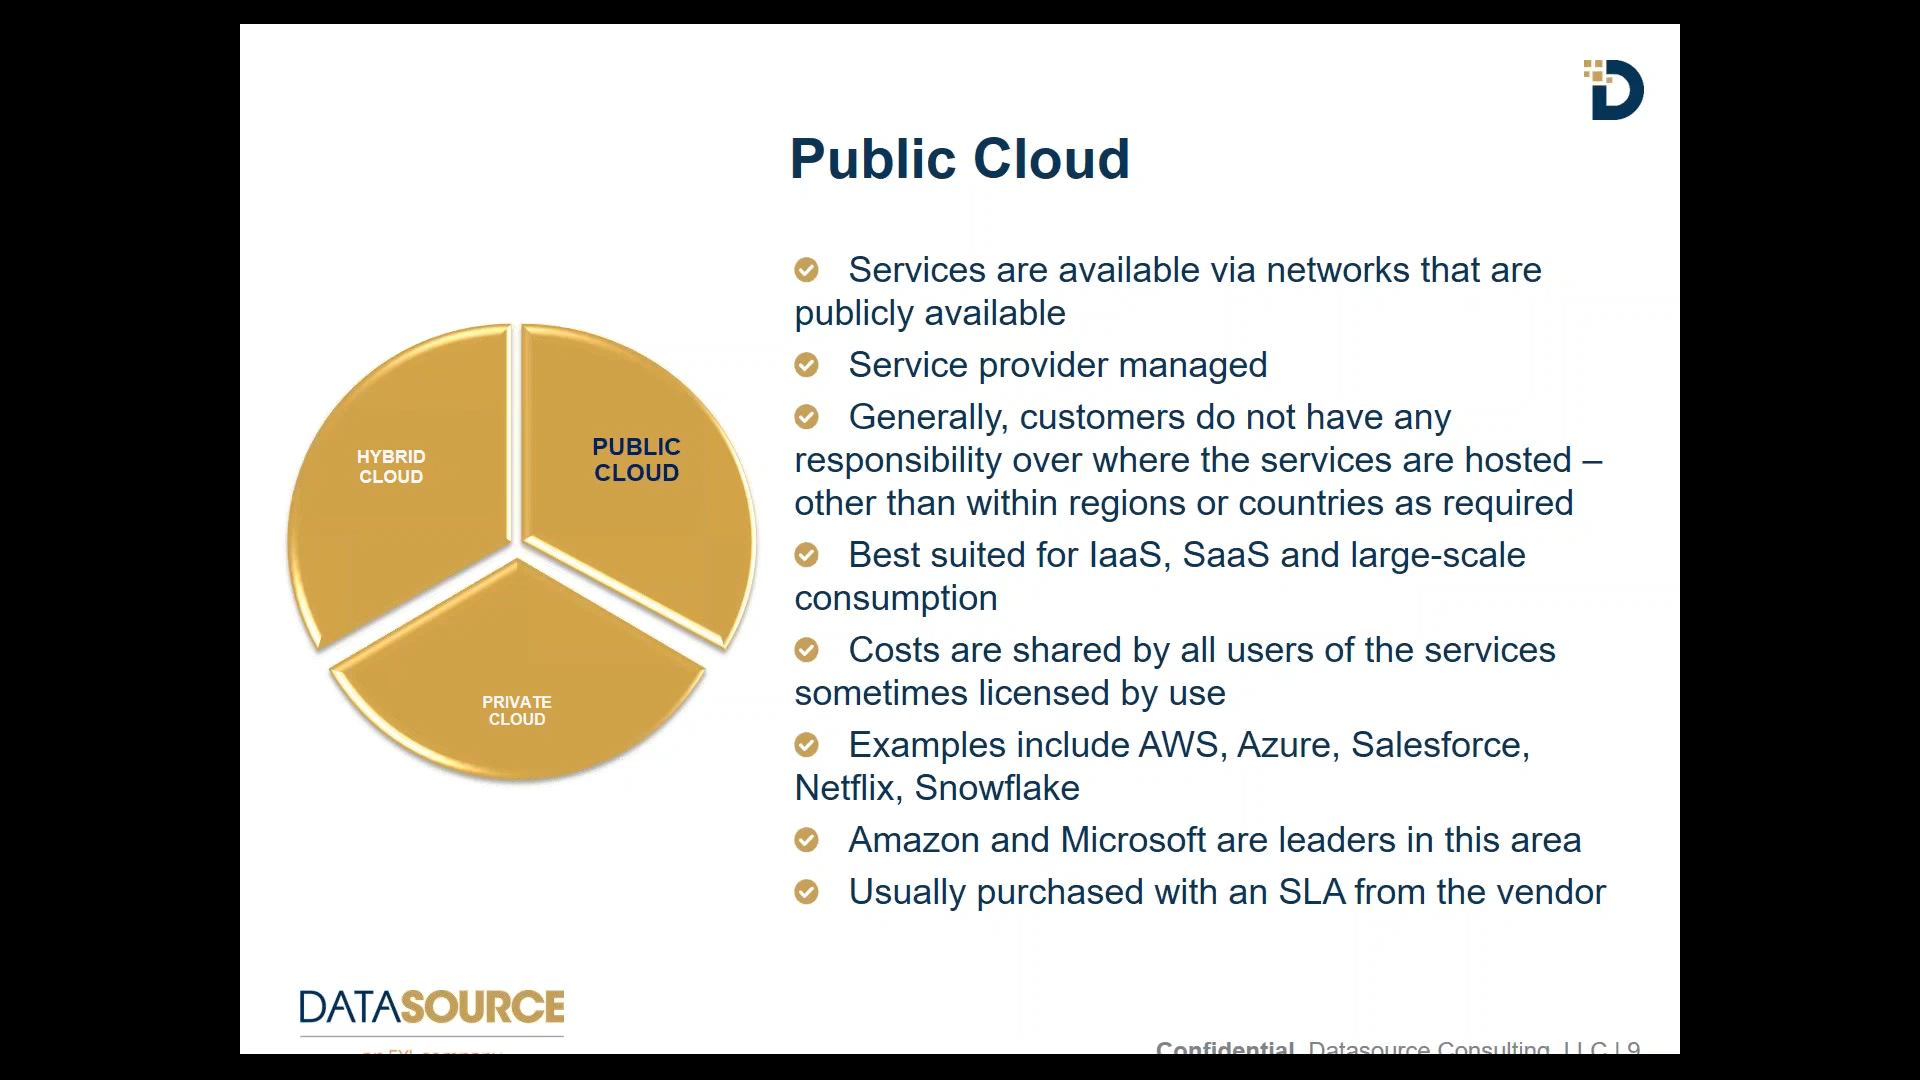 Public Cloud
Services are available via networks that are
publicly available
Service provider managed
Generally, customers do not have any
responsibility over where the services are hosted –
other than within regions or countries as required
Best suited for IaaS, SaaS and large-scale
consumption
Costs are shared by all users of the services
sometimes licensed by use
Examples include AWS, Azure, Salesforce,
Netflix, Snowflake
Amazon and Microsoft are leaders in this area
Usually purchased with an SLA from the vendor
HYBRID
CLOUD
PUBLIC
CLOUD
PRIVATE
CLOUD
DATASOURCE
an EXL company
Confidential, Datasource Consulting, LLC | 9